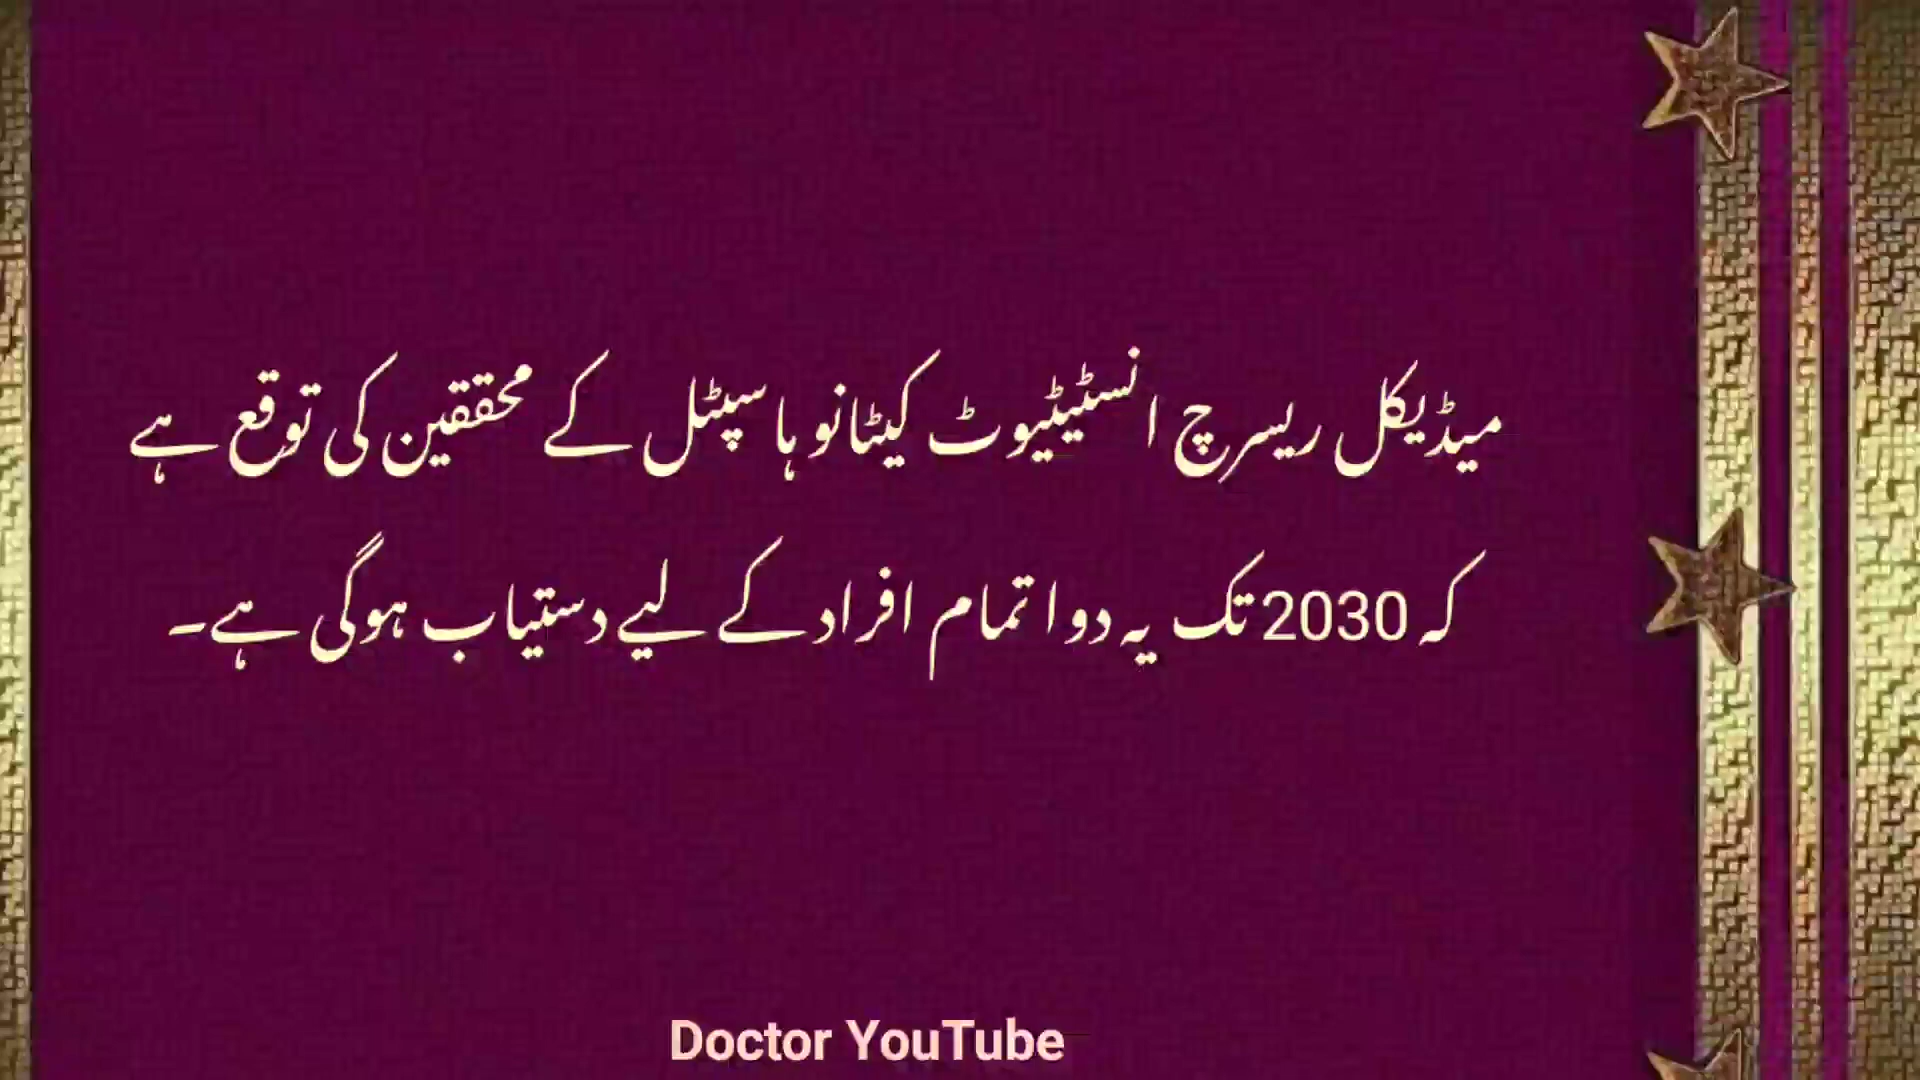 میڈیکل ریسرچ انسٹیٹیوٹ کیٹانو ہاسپٹل کے محققین کی توقع ہے
کہ 2030 تک یہ دوا تمام افراد کے لیے دستیاب ہوگی ہے۔
Doctor YouTube